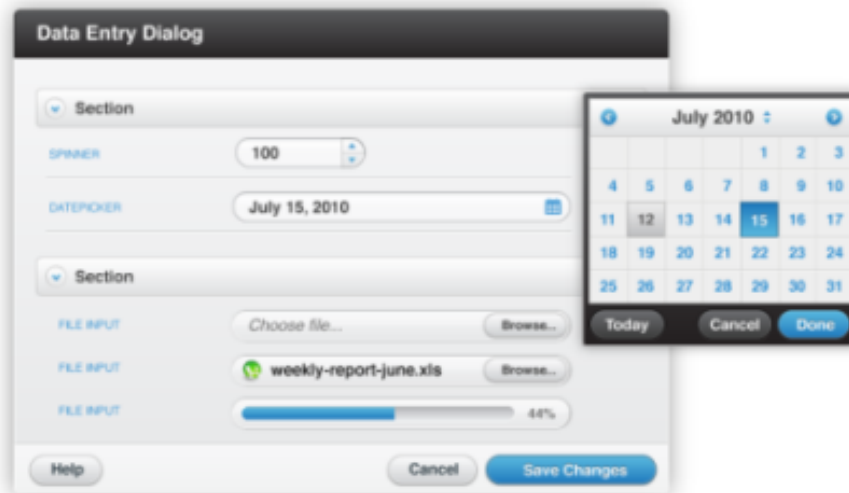 Data Entry Dialog
Section
SPINNER 100
DATEPICKER July 15, 2010
Section
FILE INPUT Choose file... Browse...
FILE INPUT weekly-report-june.xls Browse...
FILE INPUT 44%
Help Cancel Save Changes
July 2010
1 2 3
4 5 6 7 8 9 10
11 12 13 14 15 16 17
18 19 20 21 22 23 24
25 26 27 28 29 30 31
Today Cancel Done